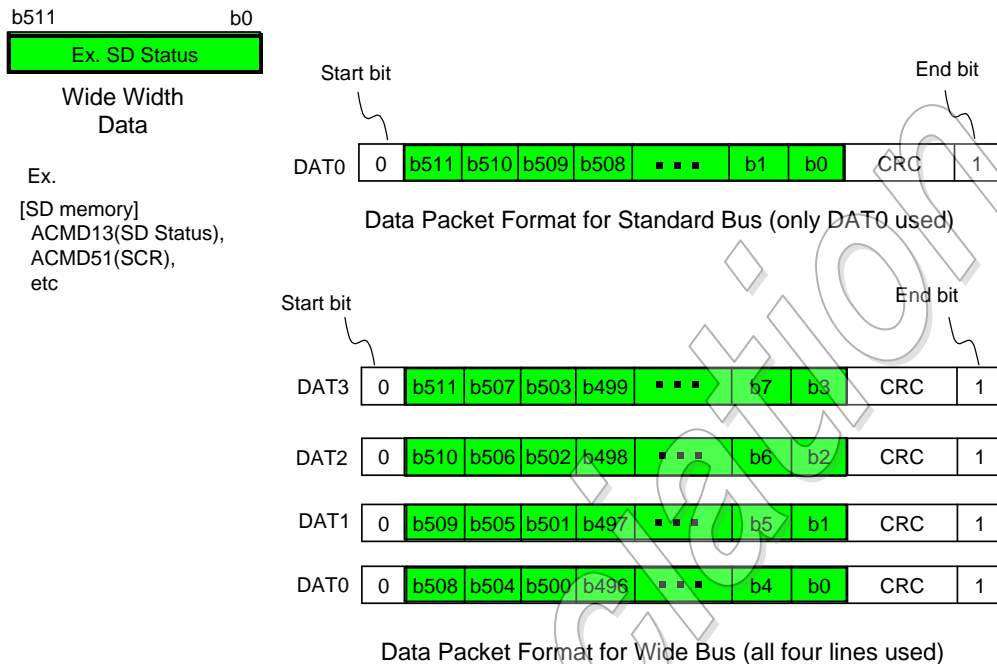 b511 b0
Ex. SD Status
Wide Width
Data
Ex.
[SD memory]
ACMD13(SD Status),
ACMD51(SCR),
etc
Start bit End bit
DAT0 0 b511 b510 b509 b508 ▪ ▪ ▪ b1 b0 CRC 1
Data Packet Format for Standard Bus (only DAT0 used)
Start bit End bit
DAT3 0 b511 b507 b503 b499 ▪ ▪ ▪ b7 b3 CRC 1
DAT2 0 b510 b506 b502 b498 ▪ ▪ ▪ b6 b2 CRC 1
DAT1 0 b509 b505 b501 b497 ▪ ▪ ▪ b5 b1 CRC 1
DAT0 0 b508 b504 b500 b496 ▪ ▪ ▪ b4 b0 CRC 1
Data Packet Format for Wide Bus (all four lines used)
ciation